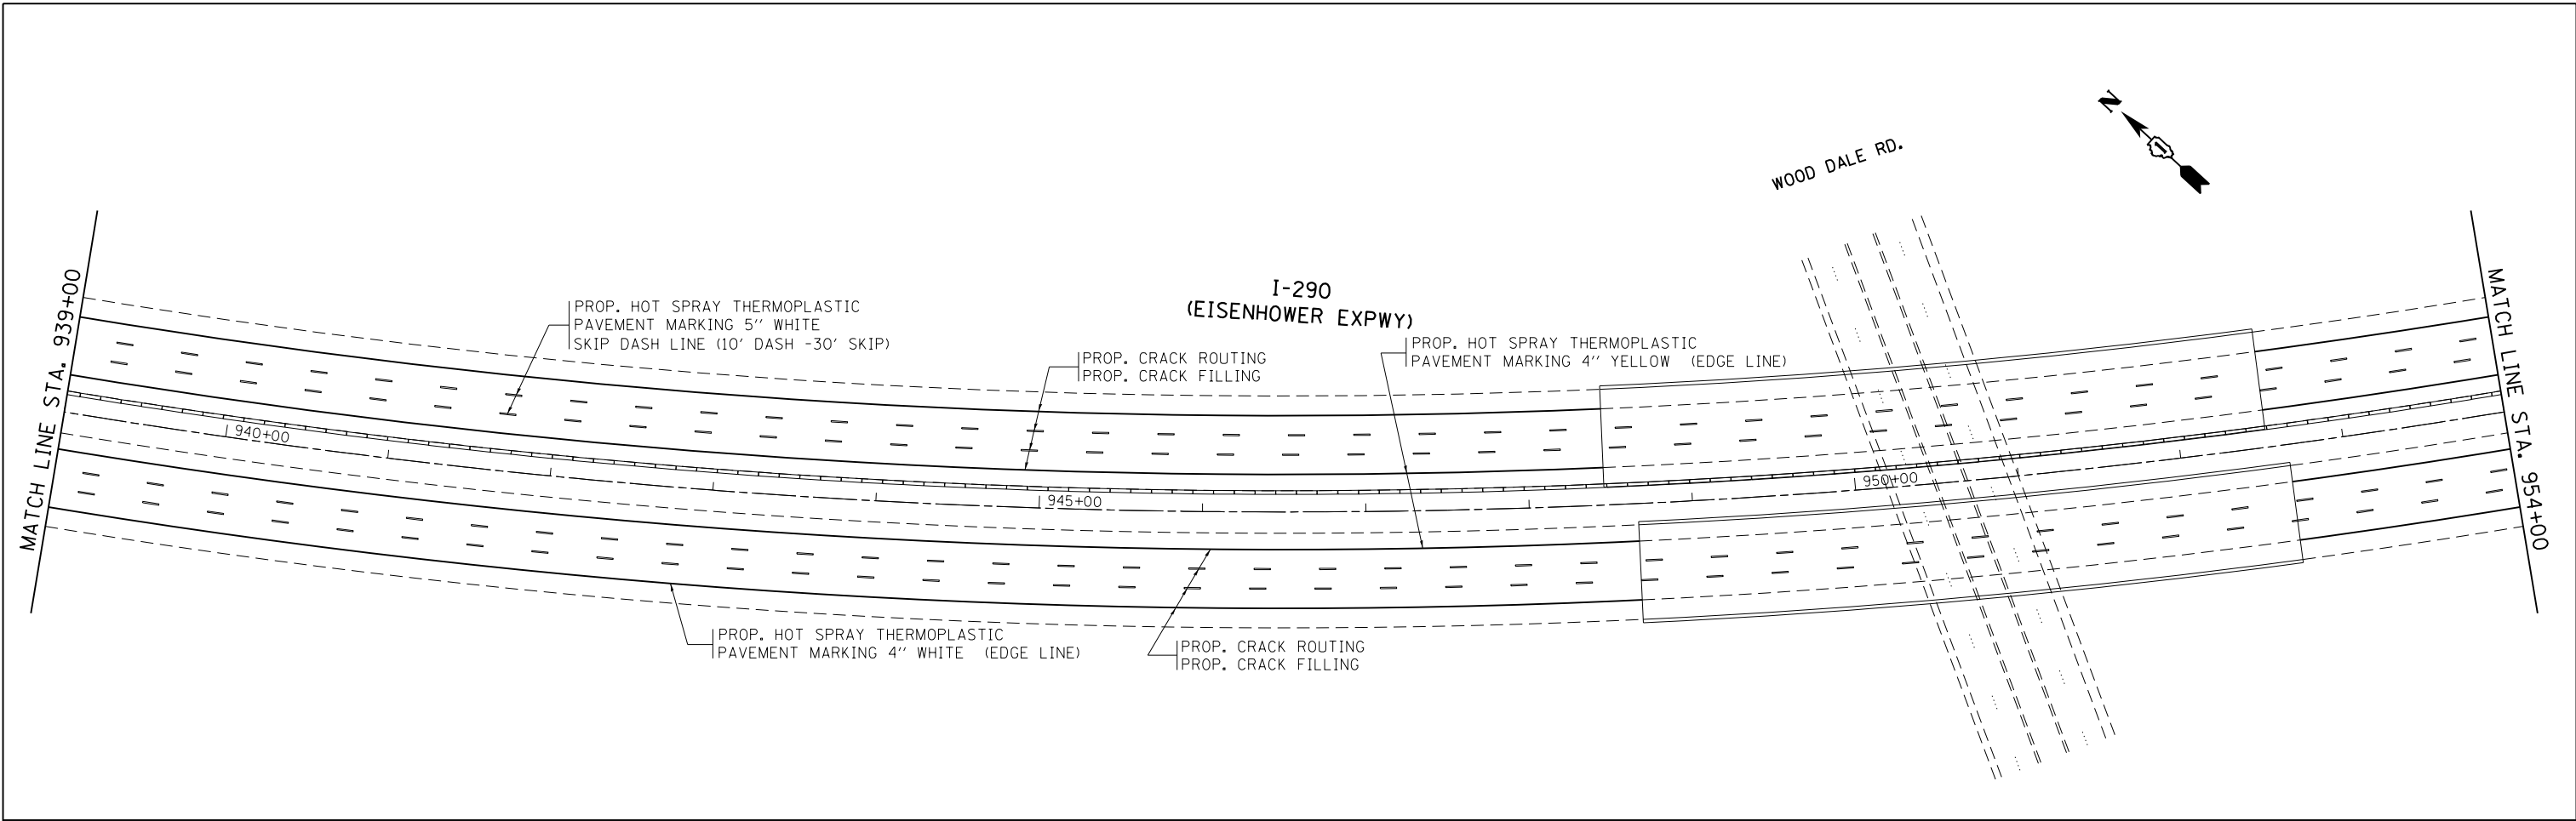 N
WOOD DALE RD.
I-290
(EISENHOWER EXPWY)
MATCH LINE STA. 939+00
MATCH LINE STA. 954+00
PROP. HOT SPRAY THERMOPLASTIC
PAVEMENT MARKING 5'' WHITE
SKIP DASH LINE (10' DASH -30' SKIP)
PROP. CRACK ROUTING
PROP. CRACK FILLING
PROP. HOT SPRAY THERMOPLASTIC
PAVEMENT MARKING 4'' YELLOW (EDGE LINE)
940+00
945+00
950+00
PROP. HOT SPRAY THERMOPLASTIC
PAVEMENT MARKING 4'' WHITE (EDGE LINE)
PROP. CRACK ROUTING
PROP. CRACK FILLING